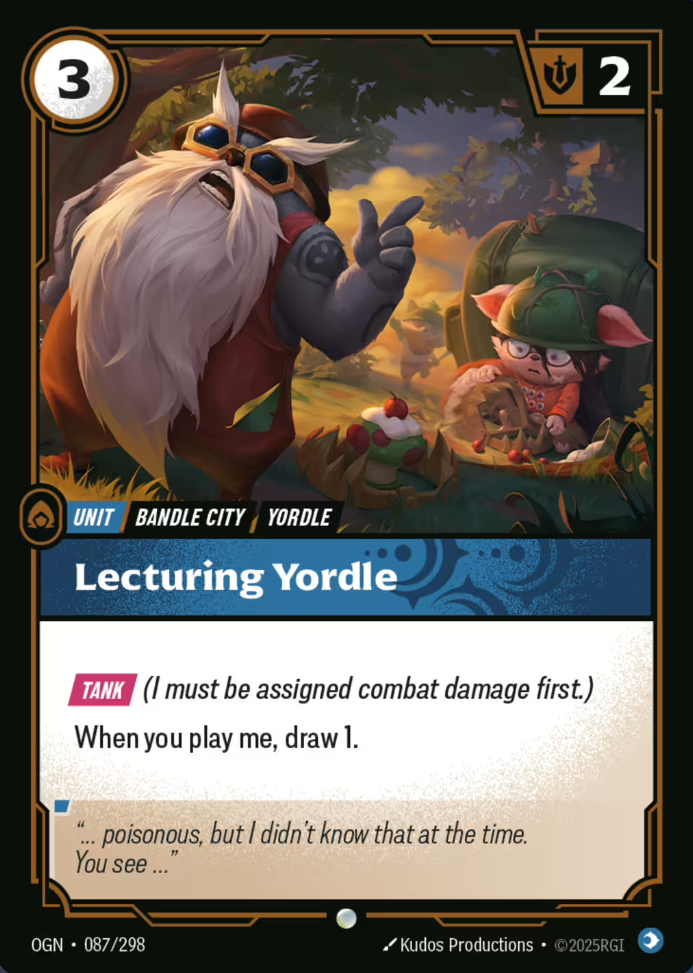 3
2
UNIT BANDLE CITY YORDLE
Lecturing Yordle
TANK (I must be assigned combat damage first.)
When you play me, draw 1.
“... poisonous, but I didn’t know that at the time.
You see ...”
OGN • 087/298
Kudos Productions • ©2025RGI